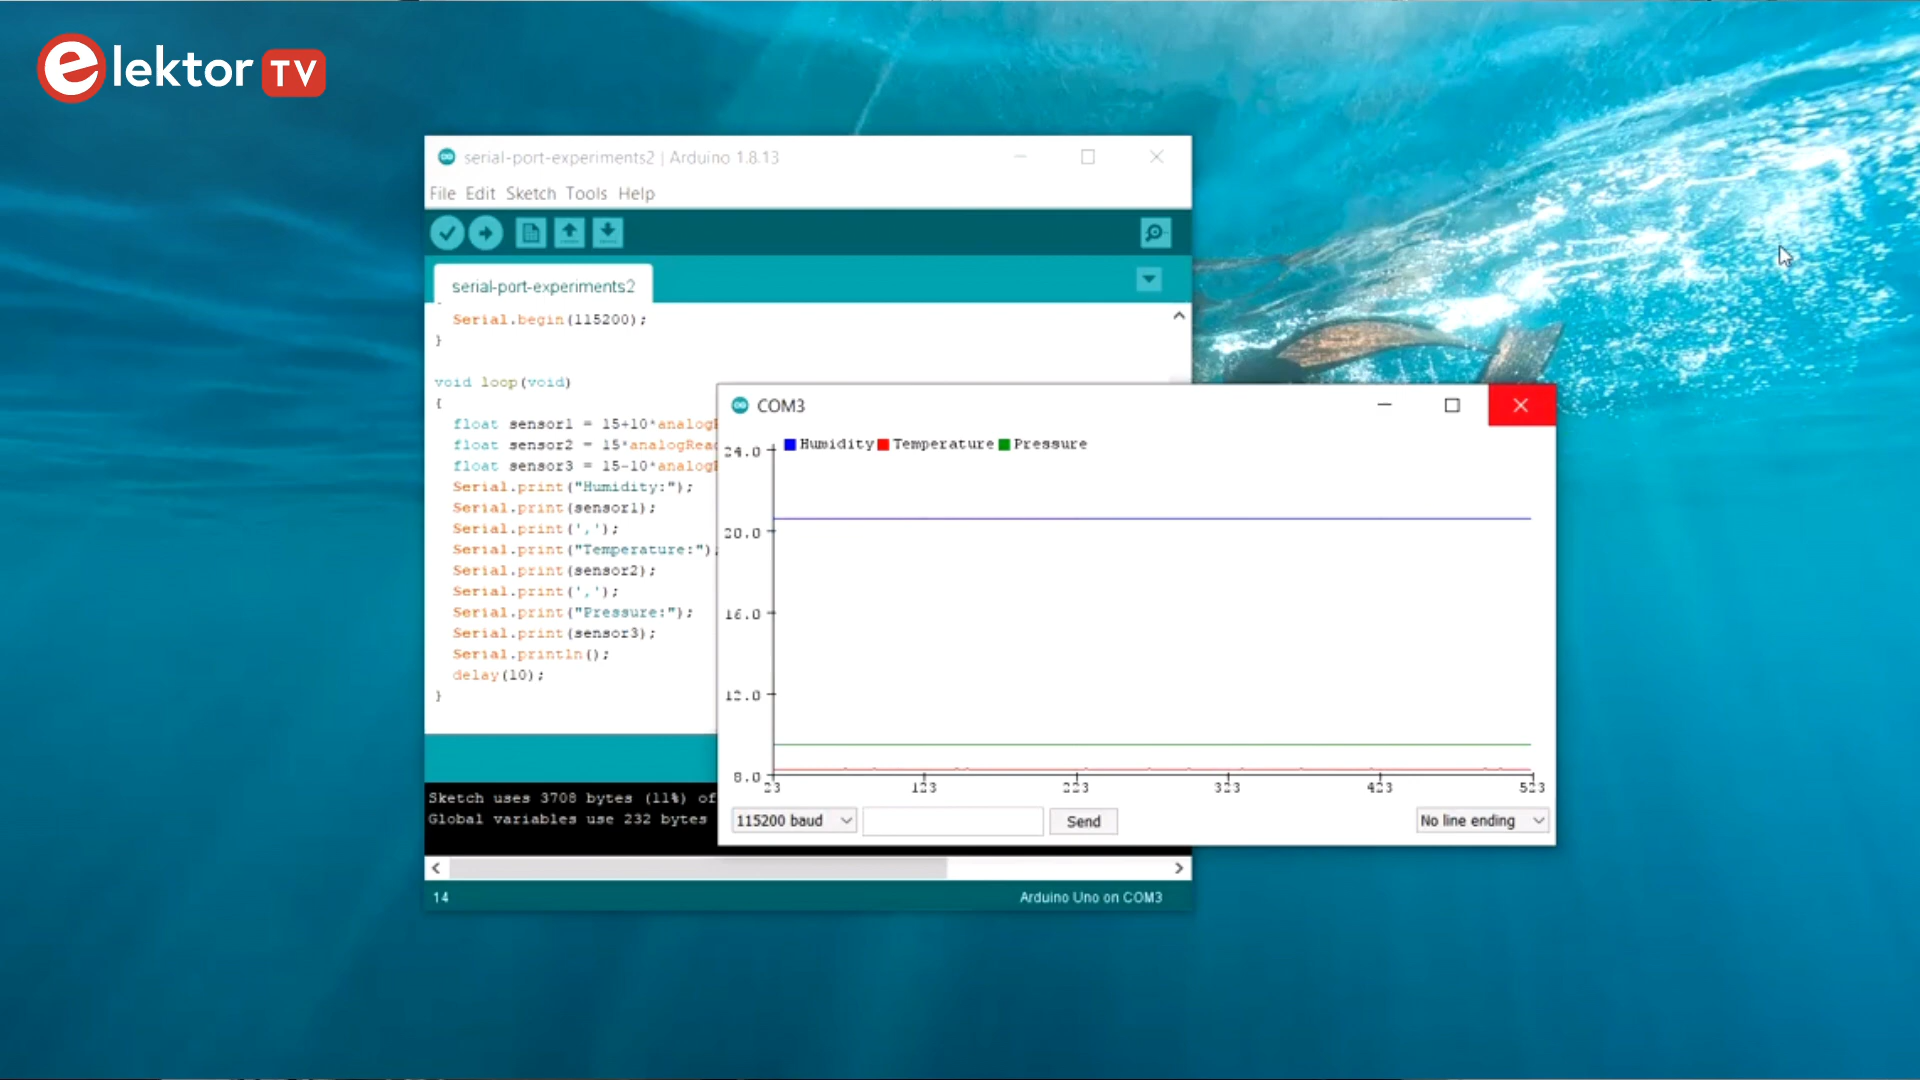 elektor TV
serial-port-experiments2 | Arduino 1.8.13
File Edit Sketch Tools Help
serial-port-experiments2
Serial.begin(115200);
}
void loop(void)
{
float sensor1 = 15+10*analog
float sensor2 = 15*analogRea
float sensor3 = 15-10*analog
Serial.print("Humidity:");
Serial.print(sensor1);
Serial.print(',');
Serial.print("Temperature:");
Serial.print(sensor2);
Serial.print(',');
Serial.print("Pressure:");
Serial.print(sensor3);
Serial.println();
delay(10);
}
Sketch uses 3708 bytes (11%) of
Global variables use 232 bytes
14
Arduino Uno on COM3
COM3
Humidity Temperature Pressure
24.0
20.0
16.0
12.0
8.0
23 123 223 323 423 523
115200 baud
Send
No line ending